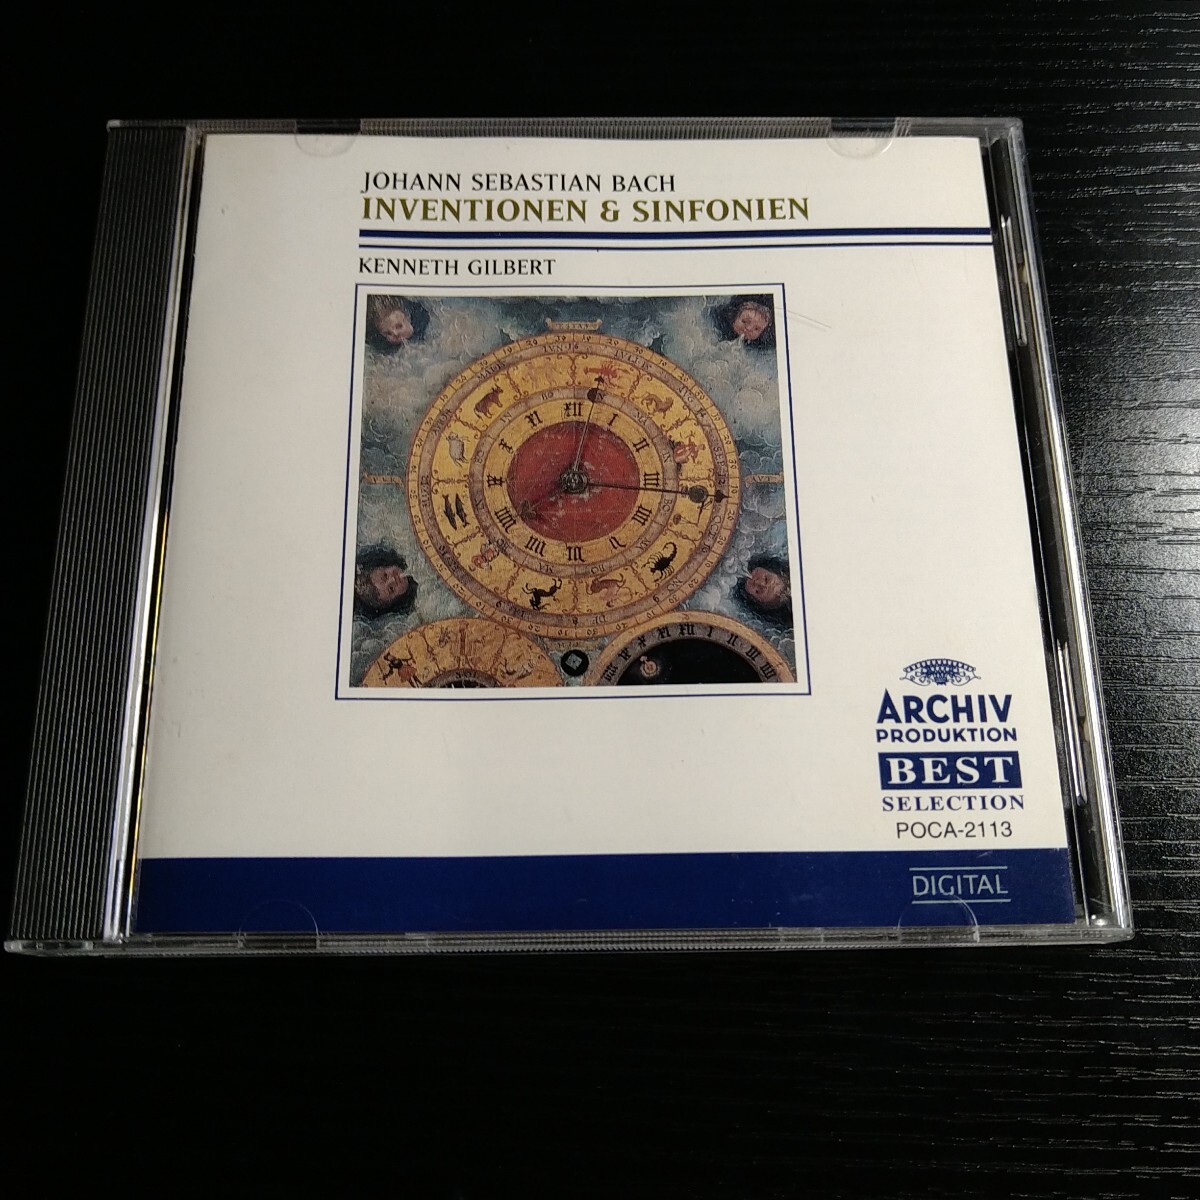 JOHANN SEBASTIAN BACH
INVENTIONEN & SINFONIEN
KENNETH GILBERT
ARCHIV
PRODUKTION
BEST
SELECTION
POCA-2113
DIGITAL